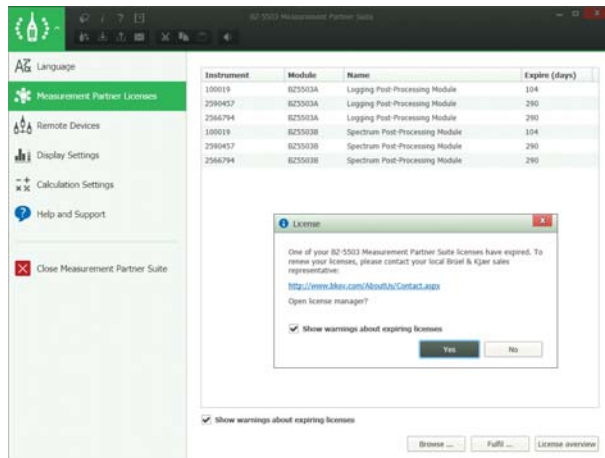 BZ-5503 Measurement Partner Suite
Language
Measurement Partner Licenses
Remote Devices
Display Settings
Calculation Settings
Help and Support
Close Measurement Partner Suite
Instrument Module Name Expire (days)
100019 BZ5503A Logging Post-Processing Module 104
2590457 BZ5503A Logging Post-Processing Module 290
2566794 BZ5503A Logging Post-Processing Module 290
100019 BZ5503B Spectrum Post-Processing Module 104
2590457 BZ5503B Spectrum Post-Processing Module 290
2566794 BZ5503B Spectrum Post-Processing Module 290
License
One of your BZ-5503 Measurement Partner Suite licenses have expired. To
renew your licenses, please contact your local Brüel & Kjaer sales
representative:
http://www.bksv.com/AboutUs/Contact.aspx
Open license manager?
Show warnings about expiring licenses
Yes No
Show warnings about expiring licenses
Browse ... Fulfil ... License overview